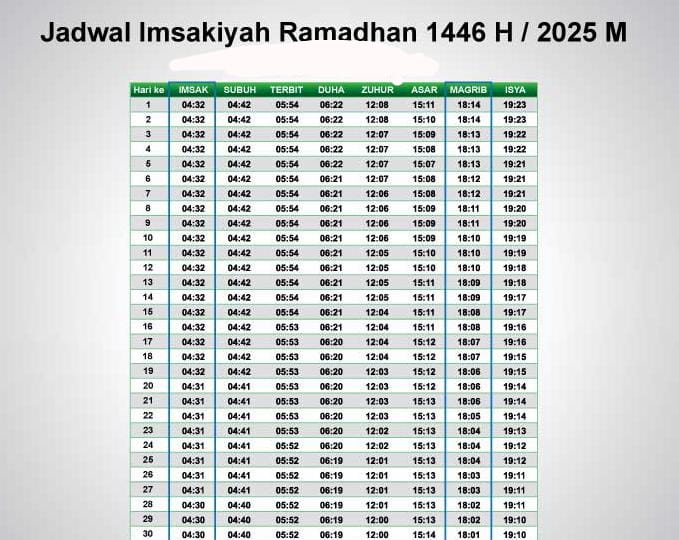 Jadwal Imsakiyah Ramadhan 1446 H / 2025 M
Hari ke IMSAK SUBUH TERBIT DUHA ZUHUR ASAR MAGRIB ISYA
1 04:32 04:42 05:54 06:22 12:08 15:11 18:14 19:23
2 04:32 04:42 05:54 06:22 12:08 15:10 18:14 19:23
3 04:32 04:42 05:54 06:22 12:07 15:09 18:13 19:22
4 04:32 04:42 05:54 06:22 12:07 15:08 18:13 19:22
5 04:32 04:42 05:54 06:22 12:07 15:07 18:13 19:21
6 04:32 04:42 05:54 06:21 12:07 15:08 18:12 19:21
7 04:32 04:42 05:54 06:21 12:06 15:08 18:12 19:21
8 04:32 04:42 05:54 06:21 12:06 15:09 18:11 19:20
9 04:32 04:42 05:54 06:21 12:06 15:09 18:11 19:20
10 04:32 04:42 05:54 06:21 12:06 15:09 18:10 19:19
11 04:32 04:42 05:54 06:21 12:05 15:10 18:10 19:19
12 04:32 04:42 05:54 06:21 12:05 15:10 18:10 19:18
13 04:32 04:42 05:54 06:21 12:05 15:11 18:09 19:18
14 04:32 04:42 05:54 06:21 12:05 15:11 18:09 19:17
15 04:32 04:42 05:54 06:21 12:04 15:11 18:08 19:17
16 04:32 04:42 05:53 06:21 12:04 15:11 18:08 19:16
17 04:32 04:42 05:53 06:20 12:04 15:12 18:07 19:16
18 04:32 04:42 05:53 06:20 12:04 15:12 18:07 19:15
19 04:32 04:42 05:53 06:20 12:03 15:12 18:06 19:15
20 04:31 04:41 05:53 06:20 12:03 15:12 18:06 19:14
21 04:31 04:41 05:53 06:20 12:03 15:13 18:06 19:14
22 04:31 04:41 05:53 06:20 12:03 15:13 18:05 19:14
23 04:31 04:41 05:53 06:20 12:02 15:13 18:04 19:13
24 04:31 04:41 05:52 06:20 12:02 15:13 18:04 19:12
25 04:31 04:41 05:52 06:19 12:01 15:13 18:04 19:12
26 04:31 04:41 05:52 06:19 12:01 15:13 18:03 19:11
27 04:31 04:41 05:52 06:19 12:01 15:13 18:03 19:11
28 04:30 04:40 05:52 06:19 12:01 15:13 18:02 19:11
29 04:30 04:40 05:52 06:19 12:00 15:13 18:02 19:10
30 04:30 04:40 05:52 06:19 12:00 15:14 18:01 19:10